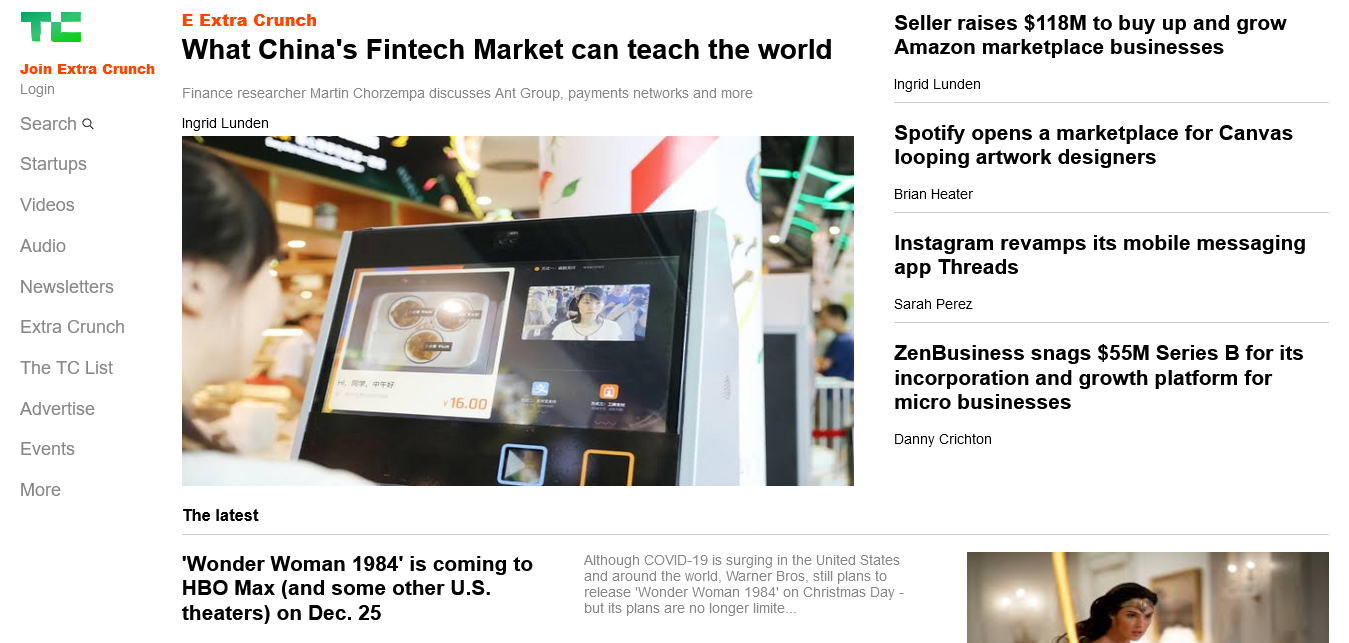 TC
Join Extra Crunch
Login
Search
Startups
Videos
Audio
Newsletters
Extra Crunch
The TC List
Advertise
Events
More
E Extra Crunch
What China's Fintech Market can teach the world
Finance researcher Martin Chorzempa discusses Ant Group, payments networks and more
Ingrid Lunden
Hi, 同学, 中午好
¥16.00
Seller raises $118M to buy up and grow
Amazon marketplace businesses
Ingrid Lunden
Spotify opens a marketplace for Canvas
looping artwork designers
Brian Heater
Instagram revamps its mobile messaging
app Threads
Sarah Perez
ZenBusiness snags $55M Series B for its
incorporation and growth platform for
micro businesses
Danny Crichton
The latest
'Wonder Woman 1984' is coming to
HBO Max (and some other U.S.
theaters) on Dec. 25
Although COVID-19 is surging in the United States
and around the world, Warner Bros, still plans to
release 'Wonder Woman 1984' on Christmas Day -
but its plans are no longer limite...